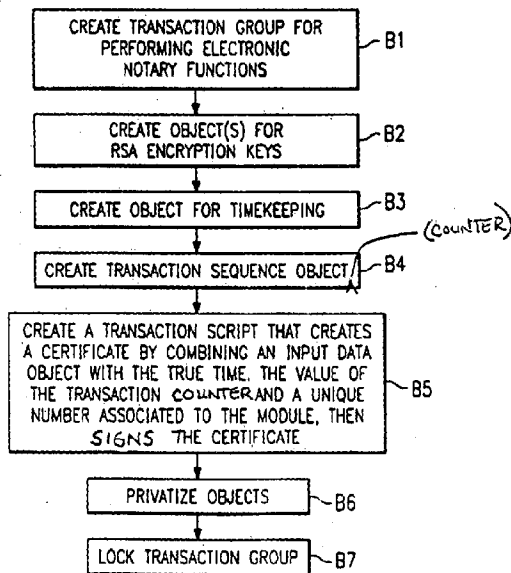 CREATE TRANSACTION GROUP FOR
PERFORMING ELECTRONIC
NOTARY FUNCTIONS
B1
CREATE OBJECT(S) FOR
RSA ENCRYPTION KEYS
B2
CREATE OBJECT FOR TIMEKEEPING
B3
(COUNTER)
CREATE TRANSACTION SEQUENCE OBJECT
B4
CREATE A TRANSACTION SCRIPT THAT CREATES
A CERTIFICATE BY COMBINING AN INPUT DATA
OBJECT WITH THE TRUE TIME, THE VALUE OF
THE TRANSACTION COUNTER AND A UNIQUE
NUMBER ASSOCIATED TO THE MODULE, THEN
SIGNS THE CERTIFICATE
B5
PRIVATIZE OBJECTS
B6
LOCK TRANSACTION GROUP
B7